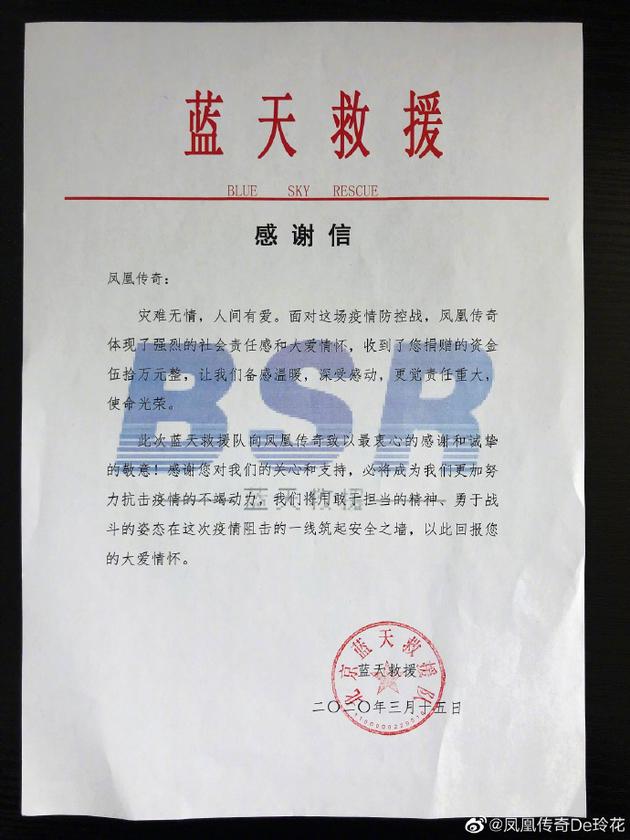 蓝天救援
BLUE SKY RESCUE
感谢信
凤凰传奇：
灾难无情，人间有爱。面对这场疫情防控战，凤凰传奇
体现了强烈的社会责任感和大爱情怀，收到了您捐赠的资金
伍拾万元整，让我们备感温暖，深受感动，更觉责任重大，
使命光荣。
BSR
此次蓝天救援队向凤凰传奇致以最衷心的感谢和诚挚
的敬意！感谢您对我们的关心和支持，必将成为我们更加努
力抗击疫情的不竭动力，我们将用敢于担当的精神、勇于战
蓝天救援
斗的姿态在这次疫情阻击的一线筑起安全之墙，以此回报您
的大爱情怀。
北京蓝天救援队
蓝天救援
二〇二〇年三月十五日
@凤凰传奇De玲花